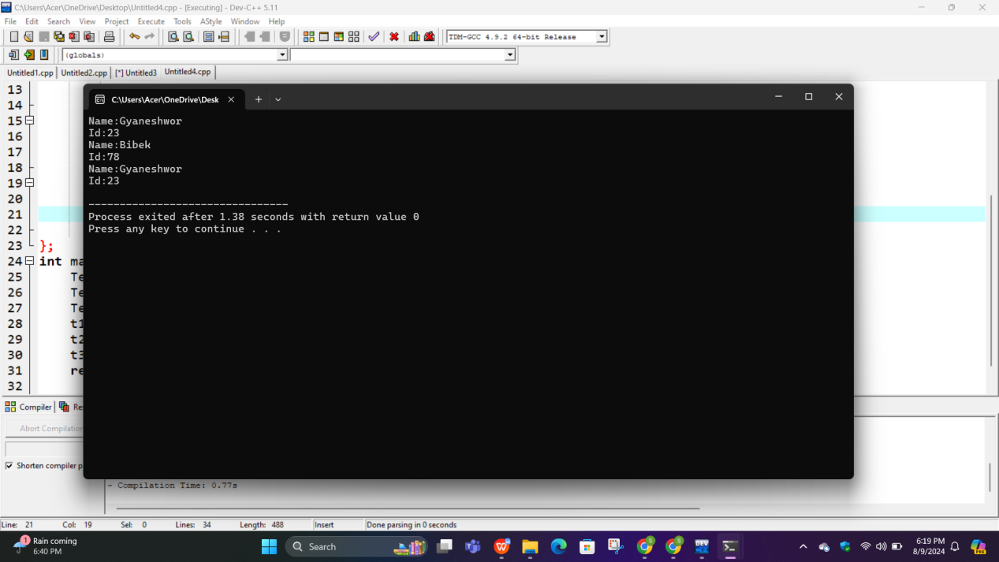 C:\Users\Acer\OneDrive\Desktop\Untitled4.cpp - [Executing] - Dev-C++ 5.11
File Edit Search View Project Execute Tools AStyle Window Help
TDM-GCC 4.9.2 64-bit Release
(globals)
Untitled1.cpp Untitled2.cpp [*] Untitled3 Untitled4.cpp
C:\Users\Acer\OneDrive\Desk
13
14
15
16
17
18
19
20
21
22
23 };
24 int ma
25 Te
26 Te
27 Te
28 t1
29 t2
30 t3
31 re
32
Name:Gyaneshwor
Id:23
Name:Bibek
Id:78
Name:Gyaneshwor
Id:23
--------------------------------
Process exited after 1.38 seconds with return value 0
Press any key to continue . . .
Compiler Res
Abort Compilation
Shorten compiler p
- Compilation Time: 0.77s
Line: 21 Col: 19 Sel: 0 Lines: 34 Length: 488 Insert Done parsing in 0 seconds
1
Rain coming
6:40 PM
Search
DEV
PRE
6:19 PM
8/9/2024